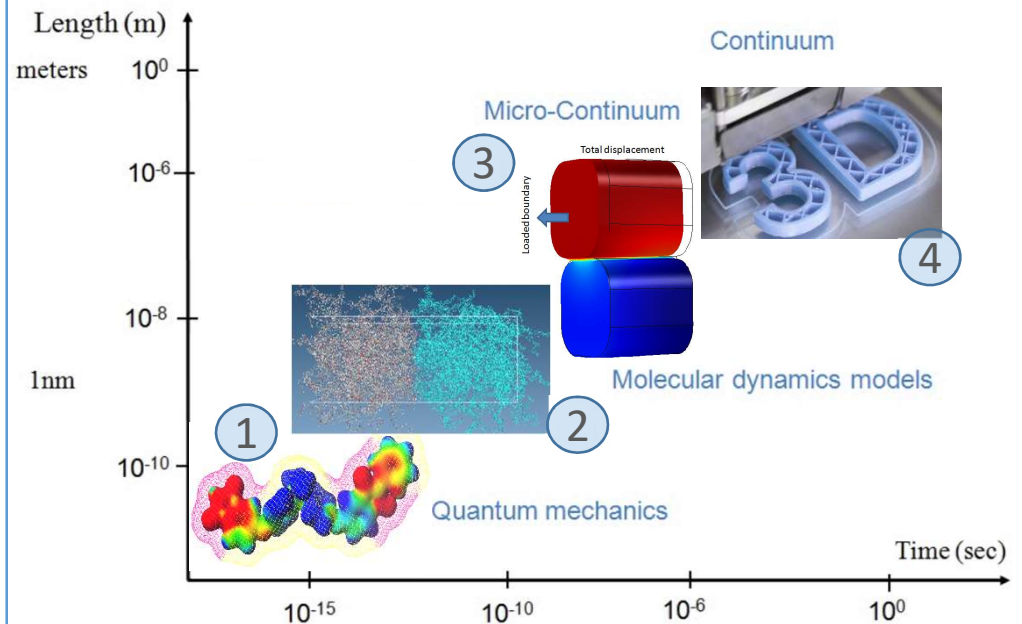 Length (m)
Continuum
meters 10⁰
Micro-Continuum
3
Total displacement
3D
10⁻⁶
Loaded boundary
4
10⁻⁸
1nm
Molecular dynamics models
1
2
10⁻¹⁰
Quantum mechanics
Time (sec)
10⁻¹⁵ 10⁻¹⁰ 10⁻⁶ 10⁰